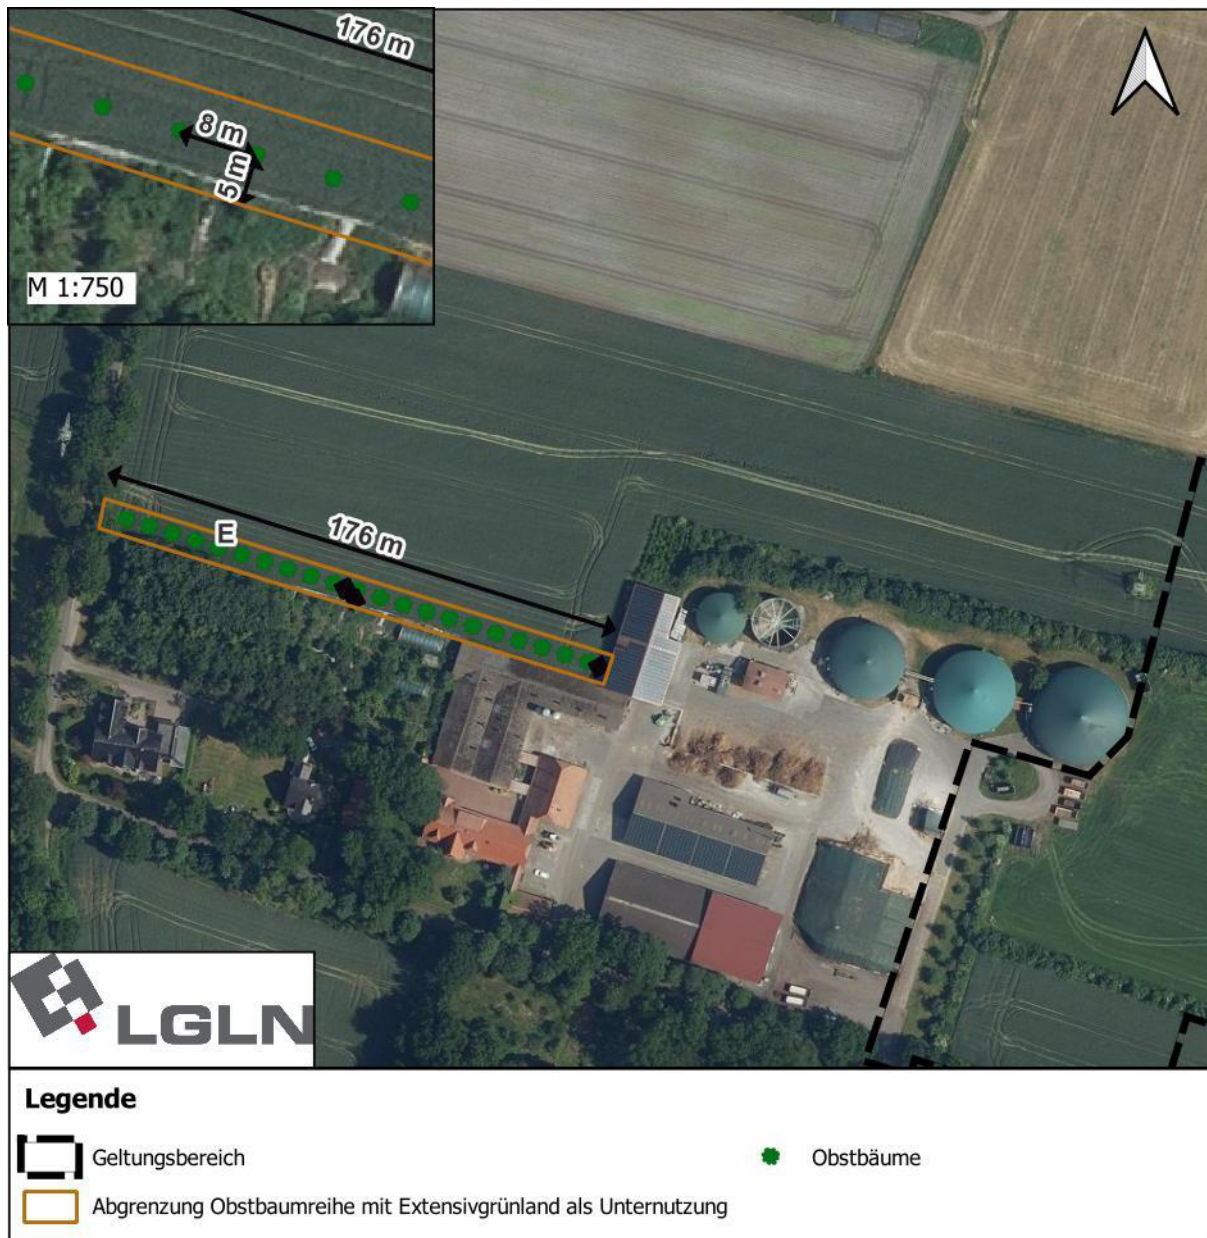 176 m
8 m
5 m
M 1:750
E
176 m
LGLN
Legende
Geltungsbereich
Obstbäume
Abgrenzung Obstbaumreihe mit Extensivgrünland als Unternutzung